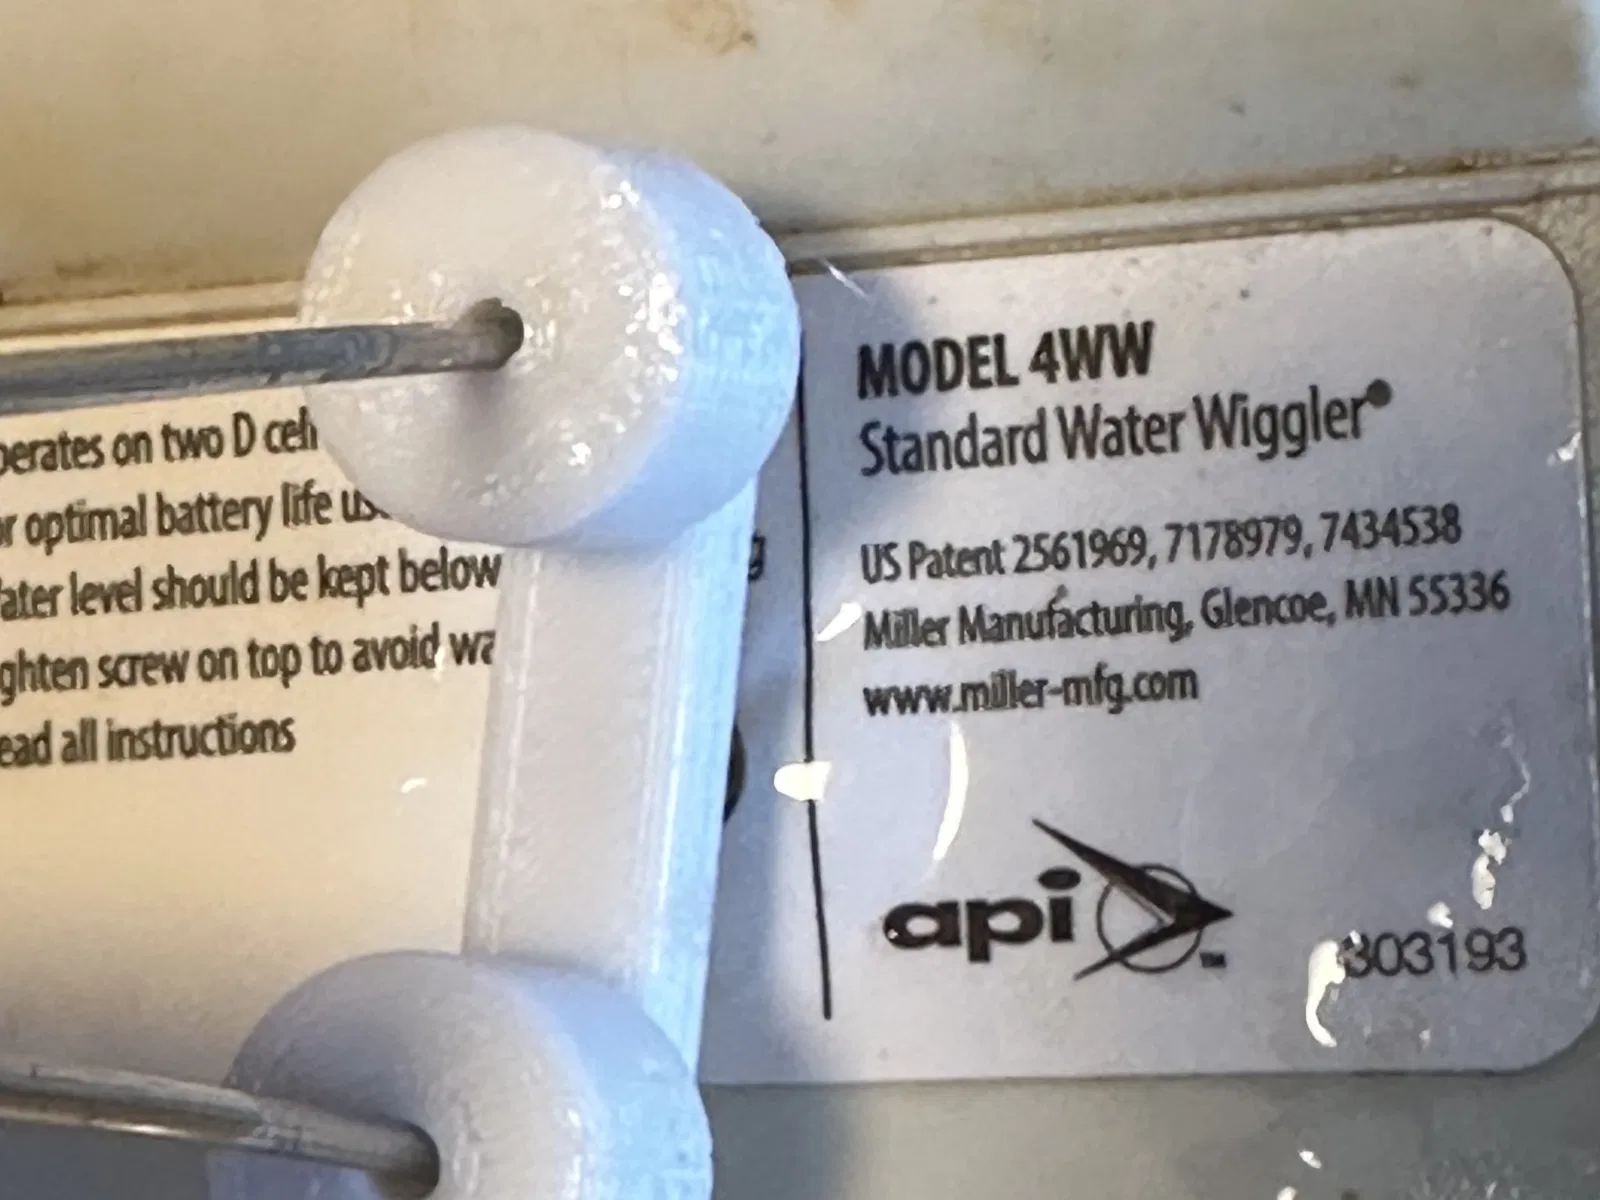 perates on two D cell
r optimal battery life us
ater level should be kept below
ghten screw on top to avoid wa
ead all instructions
MODEL 4WW
Standard Water Wiggler®
US Patent 2561969, 7178979, 7434538
Miller Manufacturing, Glencoe, MN 55336
www.miller-mfg.com
api™
303193